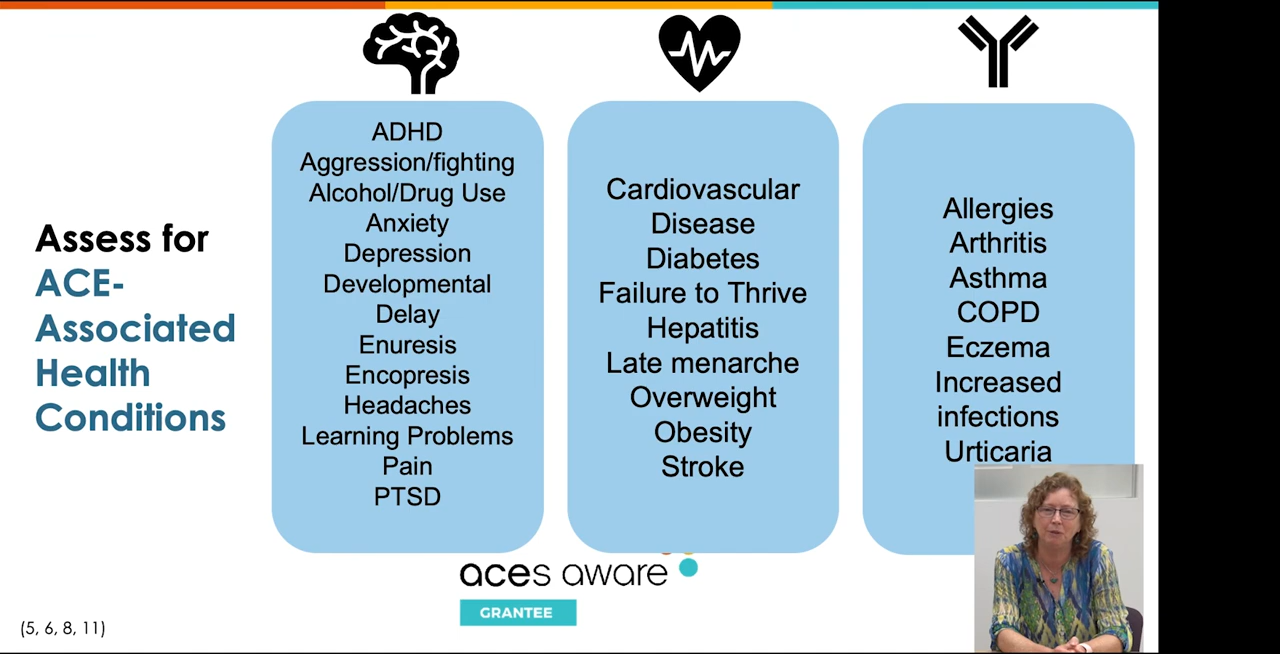 Assess for
ACE-
Associated
Health
Conditions
ADHD
Aggression/fighting
Alcohol/Drug Use
Anxiety
Depression
Developmental
Delay
Enuresis
Encopresis
Headaches
Learning Problems
Pain
PTSD
Cardiovascular
Disease
Diabetes
Failure to Thrive
Hepatitis
Late menarche
Overweight
Obesity
Stroke
Allergies
Arthritis
Asthma
COPD
Eczema
Increased
infections
Urticaria
aces aware
GRANTEE
(5, 6, 8, 11)